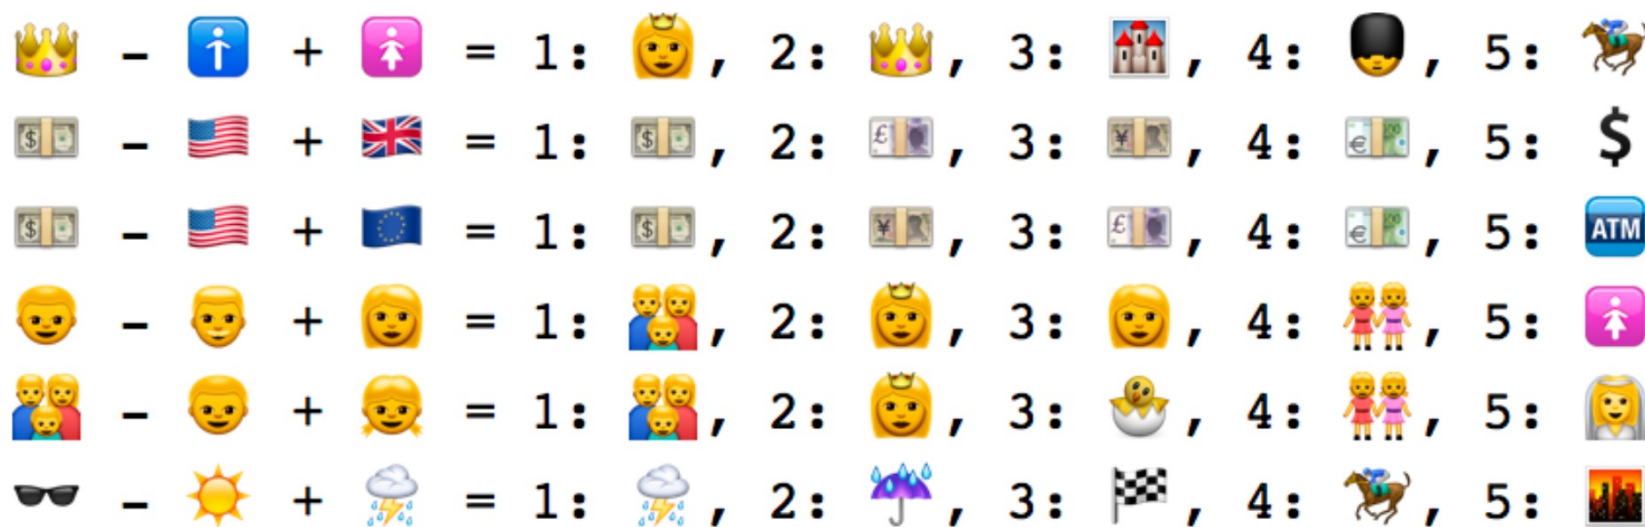 👑 - 🚹 + 🚺 = 1: 👸, 2: 👑, 3: 🏰, 4: 💂, 5: 🏇
💵 - 🇺🇸 + 🇬🇧 = 1: 💵, 2: 💷, 3: 💴, 4: 💶, 5: 💲
💵 - 🇺🇸 + 🇪🇺 = 1: 💵, 2: 💴, 3: 💷, 4: 💶, 5: 🏧
👦 - 👨 + 👩 = 1: 👪, 2: 👸, 3: 👩, 4: 👭, 5: 🚺
👪 - 👦 + 👧 = 1: 👪, 2: 👸, 3: 🐣, 4: 👭, 5: 👰
🕶 - ☀️ + ⛈ = 1: ⛈, 2: ☔, 3: 🏁, 4: 🏇, 5: 🌇